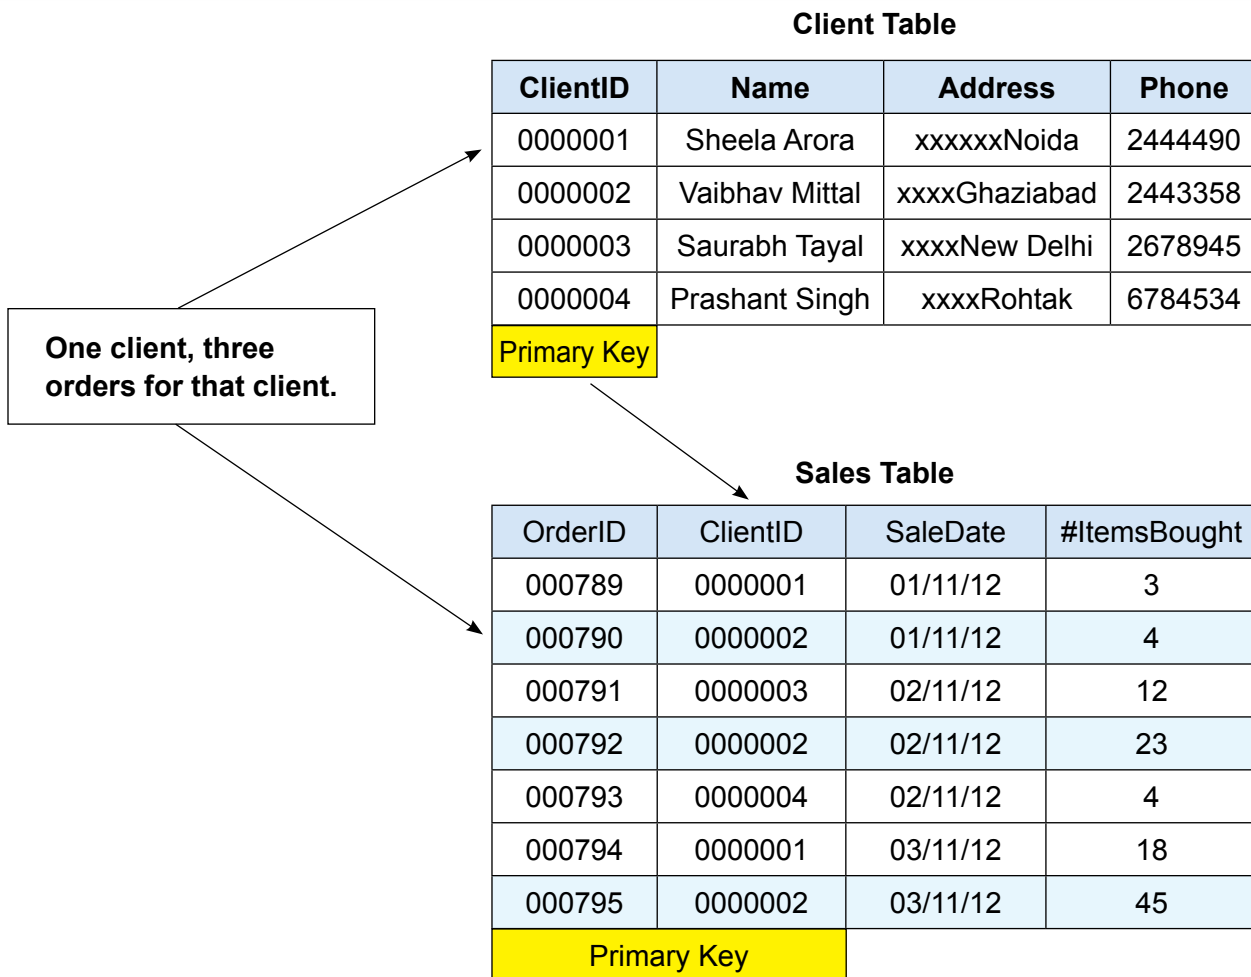 Client Table
ClientID Name Address Phone
0000001 Sheela Arora xxxxxxNoida 2444490
0000002 Vaibhav Mittal xxxxGhaziabad 2443358
0000003 Saurabh Tayal xxxxNew Delhi 2678945
0000004 Prashant Singh xxxxRohtak 6784534
Primary Key
One client, three
orders for that client.
Sales Table
OrderID ClientID SaleDate #ItemsBought
000789 0000001 01/11/12 3
000790 0000002 01/11/12 4
000791 0000003 02/11/12 12
000792 0000002 02/11/12 23
000793 0000004 02/11/12 4
000794 0000001 03/11/12 18
000795 0000002 03/11/12 45
Primary Key